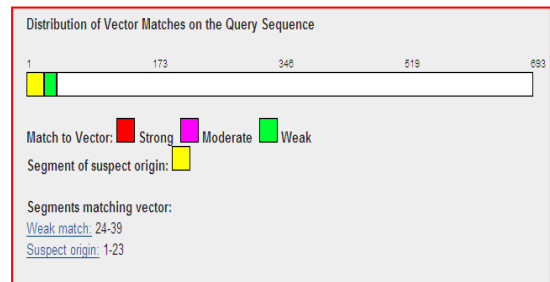 Distribution of Vector Matches on the Query Sequence
1 173 346 519 693
Match to Vector: Strong Moderate Weak
Segment of suspect origin:
Segments matching vector:
Weak match: 24-39
Suspect origin: 1-23